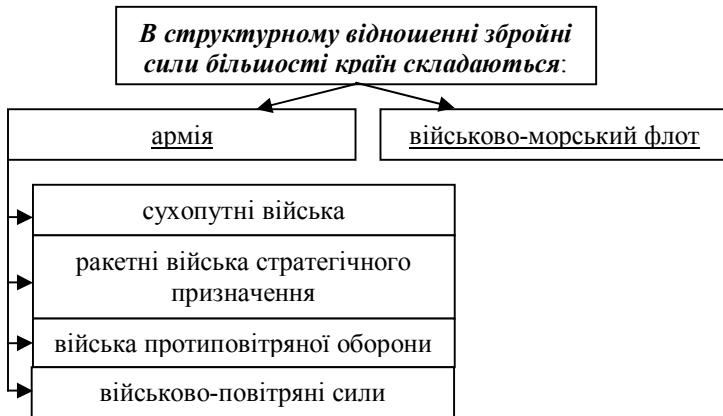 В структурному відношенні збройні
сили більшості країн складаються:
армія
військово-морський флот
сухопутні війська
ракетні війська стратегічного
призначення
війська протиповітряної оборони
військово-повітряні сили